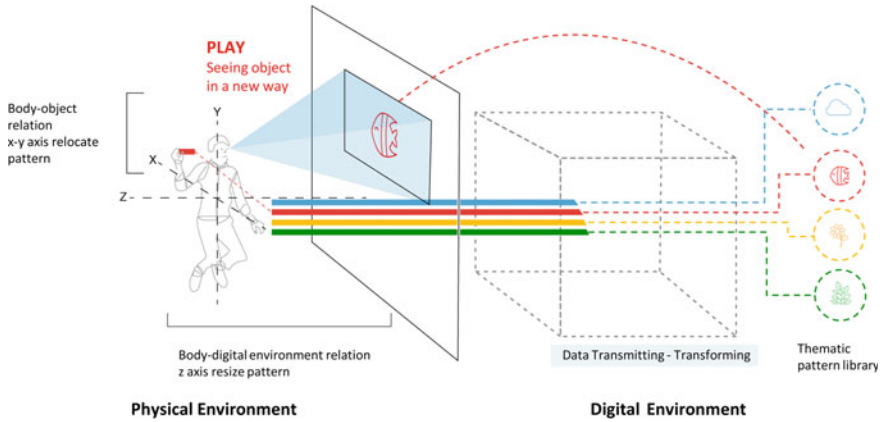 PLAY
Seeing object
in a new way
Body-object
relation
x-y axis relocate
pattern
Y
X
Z
Body-digital environment relation
z axis resize pattern
Data Transmitting - Transforming
Thematic
pattern library
Physical Environment
Digital Environment